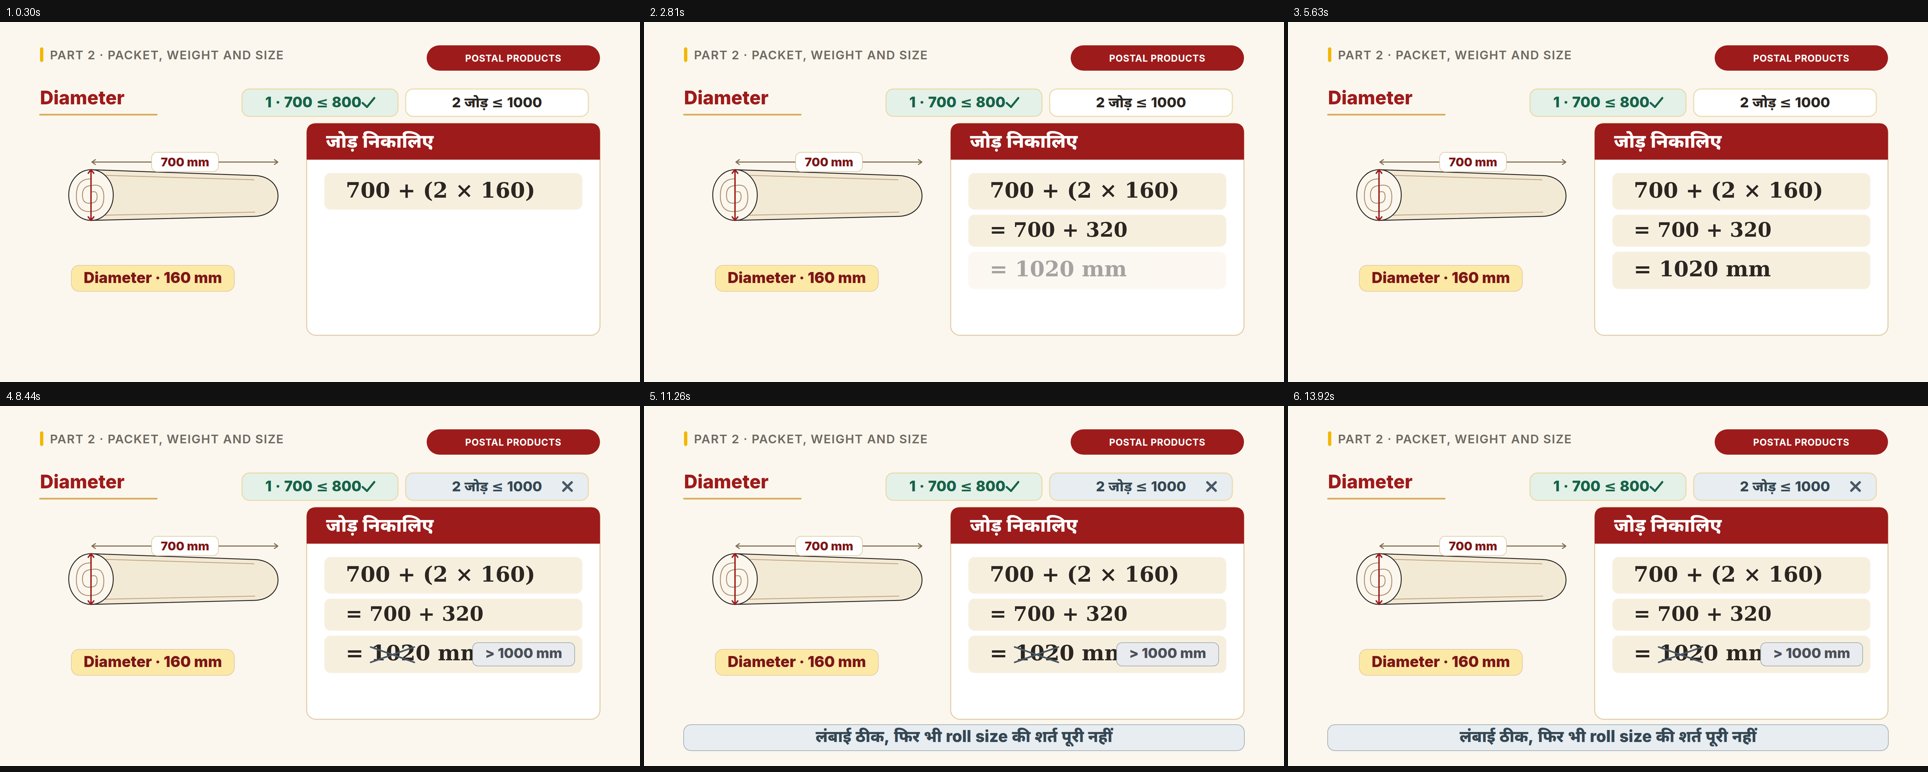 1. 0.30s
PART 2 · PACKET, WEIGHT AND SIZE
POSTAL PRODUCTS
Diameter
1 · 700 ≤ 800✓
2 जोड़ ≤ 1000
जोड़ निकालिए
700 mm
700 + (2 × 160)
Diameter · 160 mm
2. 2.81s
PART 2 · PACKET, WEIGHT AND SIZE
POSTAL PRODUCTS
Diameter
1 · 700 ≤ 800✓
2 जोड़ ≤ 1000
जोड़ निकालिए
700 mm
700 + (2 × 160)
= 700 + 320
= 1020 mm
Diameter · 160 mm
3. 5.63s
PART 2 · PACKET, WEIGHT AND SIZE
POSTAL PRODUCTS
Diameter
1 · 700 ≤ 800✓
2 जोड़ ≤ 1000
जोड़ निकालिए
700 mm
700 + (2 × 160)
= 700 + 320
= 1020 mm
Diameter · 160 mm
4. 8.44s
PART 2 · PACKET, WEIGHT AND SIZE
POSTAL PRODUCTS
Diameter
1 · 700 ≤ 800✓
2 जोड़ ≤ 1000 ✕
जोड़ निकालिए
700 mm
700 + (2 × 160)
= 700 + 320
= 1020 mm > 1000 mm
Diameter · 160 mm
5. 11.26s
PART 2 · PACKET, WEIGHT AND SIZE
POSTAL PRODUCTS
Diameter
1 · 700 ≤ 800✓
2 जोड़ ≤ 1000 ✕
जोड़ निकालिए
700 mm
700 + (2 × 160)
= 700 + 320
= 1020 mm > 1000 mm
Diameter · 160 mm
लंबाई ठीक, फिर भी roll size की शर्त पूरी नहीं
6. 13.92s
PART 2 · PACKET, WEIGHT AND SIZE
POSTAL PRODUCTS
Diameter
1 · 700 ≤ 800✓
2 जोड़ ≤ 1000 ✕
जोड़ निकालिए
700 mm
700 + (2 × 160)
= 700 + 320
= 1020 mm > 1000 mm
Diameter · 160 mm
लंबाई ठीक, फिर भी roll size की शर्त पूरी नहीं